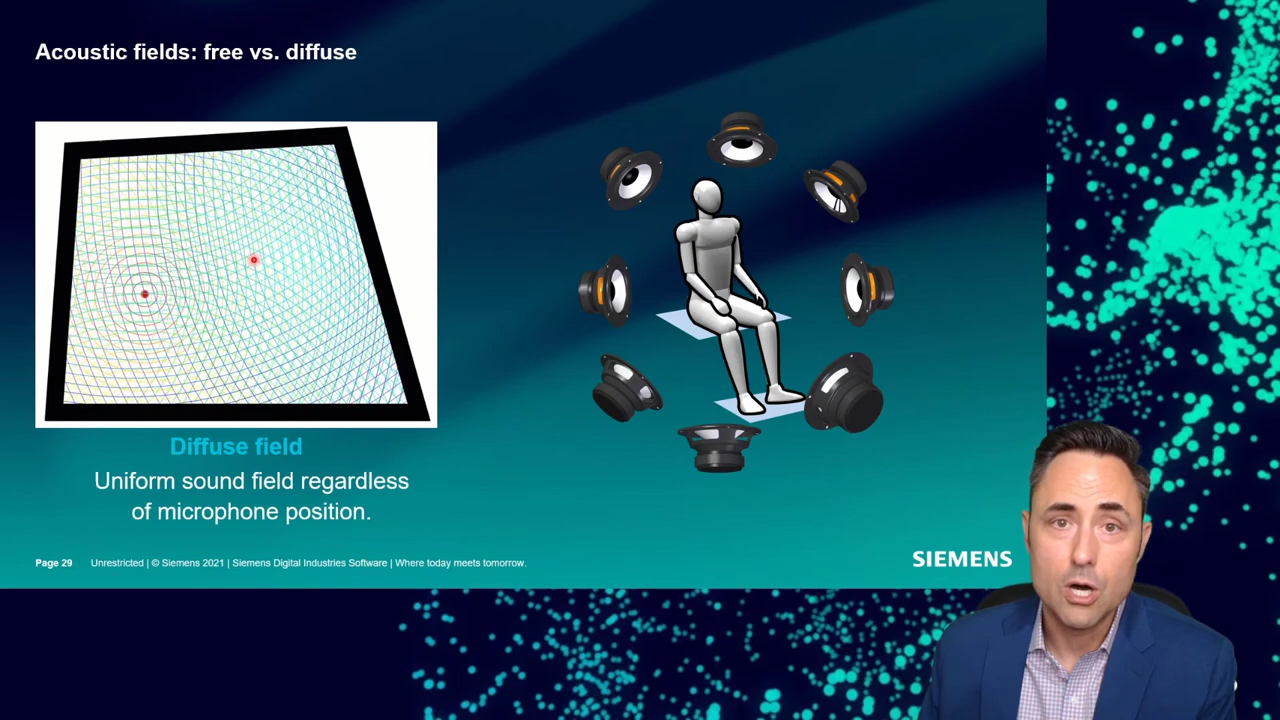 Acoustic fields: free vs. diffuse
Diffuse field
Uniform sound field regardless
of microphone position.
Page 29 Unrestricted | © Siemens 2021 | Siemens Digital Industries Software | Where today meets tomorrow.
SIEMENS